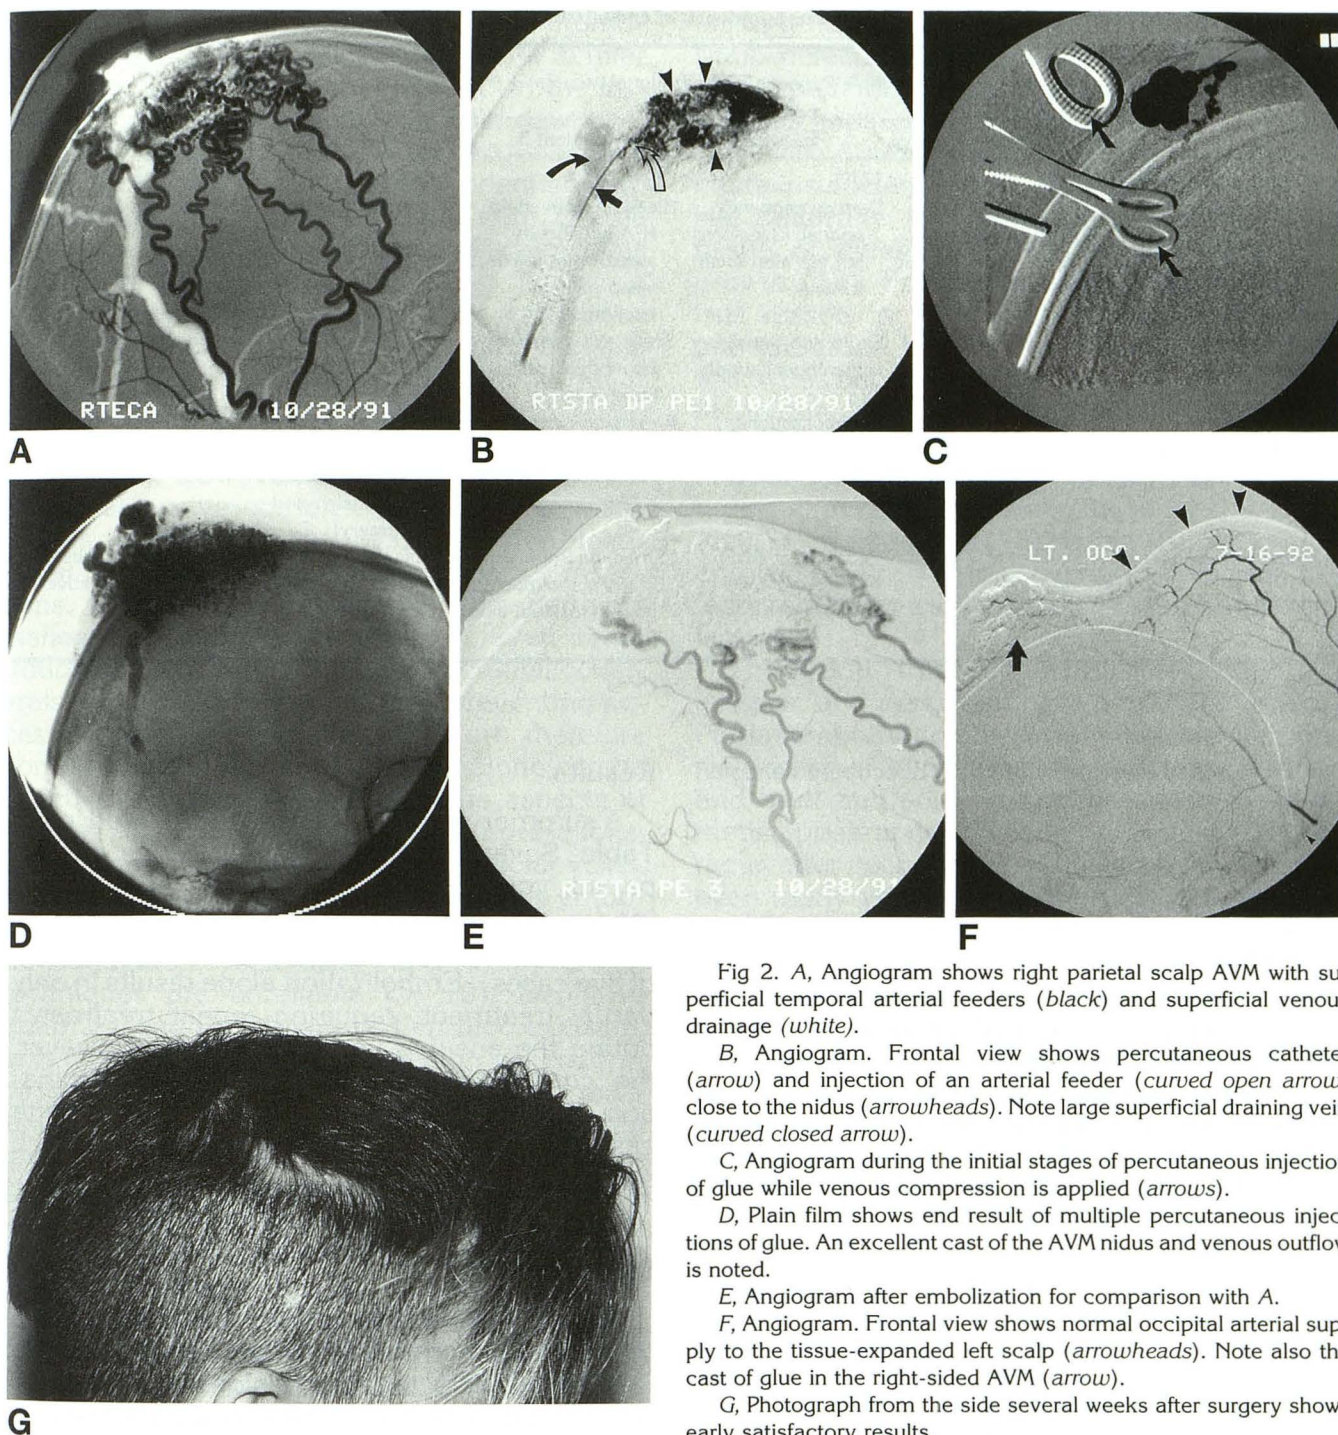 RTECA 10/28/91
A
RTSTA DP PE 10/28/91
B
C
D
RTSTA PE 3 10/28/9
E
LT. OCC. 7-16-92
F
G
Fig 2. A, Angiogram shows right parietal scalp AVM with su
perficial temporal arterial feeders (black) and superficial venou
drainage (white).
B, Angiogram. Frontal view shows percutaneous cathete
(arrow) and injection of an arterial feeder (curved open arrow
close to the nidus (arrowheads). Note large superficial draining vei
(curved closed arrow).
C, Angiogram during the initial stages of percutaneous injectio
of glue while venous compression is applied (arrows).
D, Plain film shows end result of multiple percutaneous injec
tions of glue. An excellent cast of the AVM nidus and venous outflov
is noted.
E, Angiogram after embolization for comparison with A.
F, Angiogram. Frontal view shows normal occipital arterial sup
ply to the tissue-expanded left scalp (arrowheads). Note also th
cast of glue in the right-sided AVM (arrow).
G, Photograph from the side several weeks after surgery show
early satisfactory results